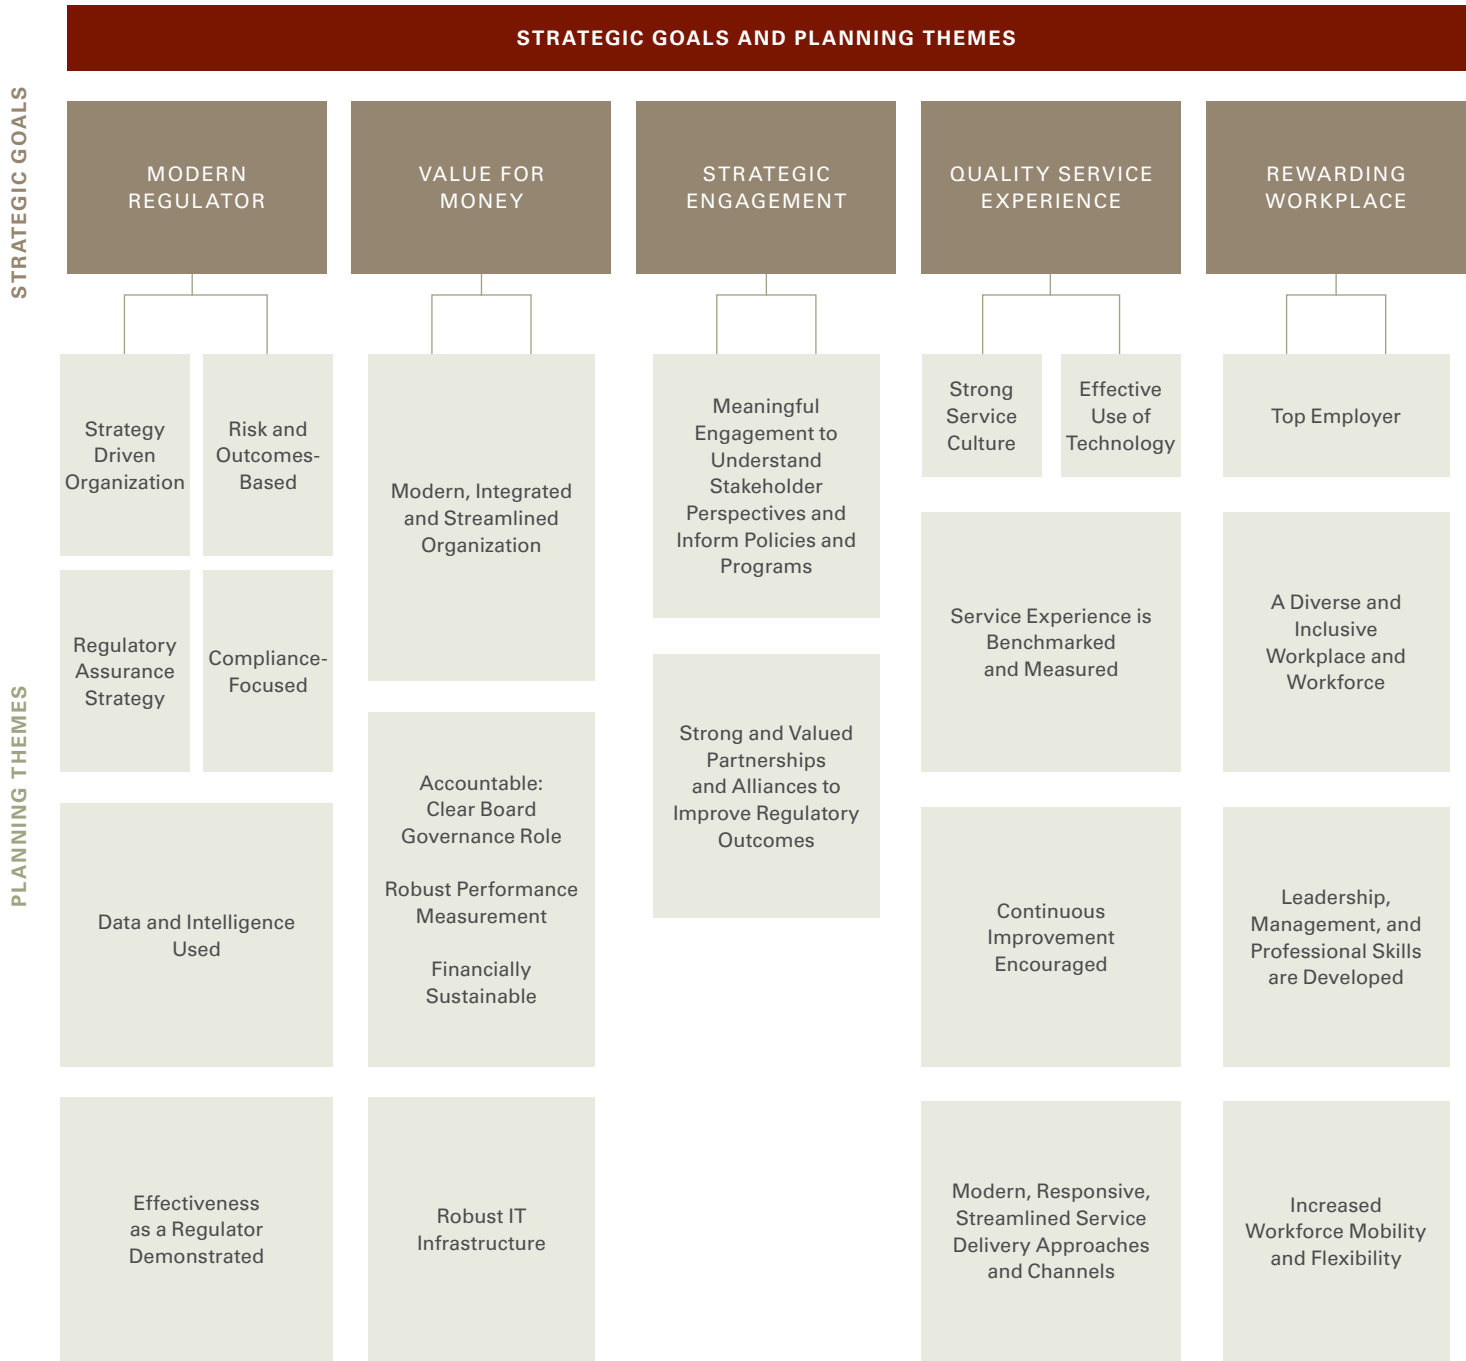 STRATEGIC GOALS AND PLANNING THEMES
STRATEGIC GOALS
MODERN
REGULATOR
VALUE FOR
MONEY
STRATEGIC
ENGAGEMENT
QUALITY SERVICE
EXPERIENCE
REWARDING
WORKPLACE
PLANNING THEMES
Strategy
Driven
Organization
Risk and
Outcomes-
Based
Regulatory
Assurance
Strategy
Compliance-
Focused
Data and Intelligence
Used
Effectiveness
as a Regulator
Demonstrated
Modern, Integrated
and Streamlined
Organization
Accountable:
Clear Board
Governance Role
Robust Performance
Measurement
Financially
Sustainable
Robust IT
Infrastructure
Meaningful
Engagement to
Understand
Stakeholder
Perspectives and
Inform Policies and
Programs
Strong and Valued
Partnerships
and Alliances to
Improve Regulatory
Outcomes
Strong
Service
Culture
Effective
Use of
Technology
Service Experience is
Benchmarked
and Measured
Continuous
Improvement
Encouraged
Modern, Responsive,
Streamlined Service
Delivery Approaches
and Channels
Top Employer
A Diverse and
Inclusive
Workplace and
Workforce
Leadership,
Management, and
Professional Skills
are Developed
Increased
Workforce Mobility
and Flexibility